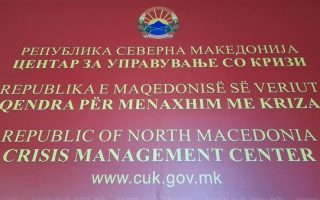 РЕПУБЛИКА СЕВЕРНА МАКЕДОНИЈА
ЦЕНТАР ЗА УПРАВУВАЊЕ СО КРИЗИ
REPUBLIKA E MAQEDONISË SË VERIUT
QENDRA PËR MENAXHIM ME KRIZA
REPUBLIC OF NORTH MACEDONIA
CRISIS MANAGEMENT CENTER
www.cuk.gov.mk